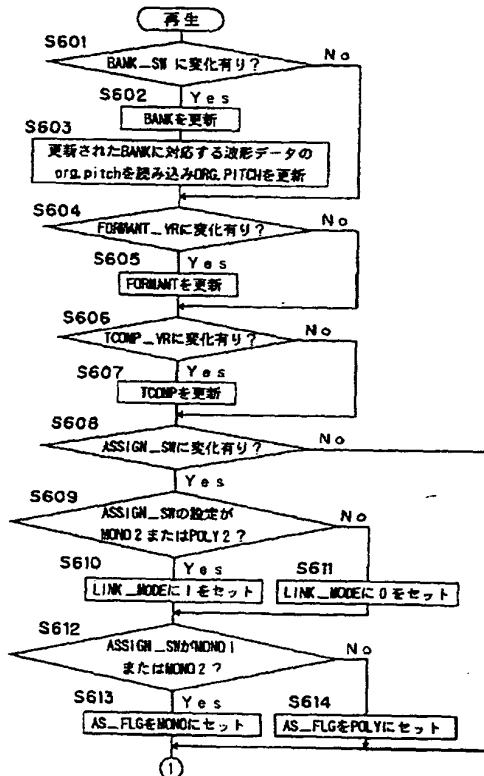 再生
S601
BANK_SW に変化有り？
No
S602
Yes
BANKを更新
S603
更新されたBANKに対応する波形データの
org.pitchを読み込みORG.PITCHを更新
S604
FORMANT_VRに変化有り？
No
S605
Yes
FORMANTを更新
S606
TCOMP_VRに変化有り？
No
S607
Yes
TCOMPを更新
S608
ASSIGN_SWに変化有り？
No
Yes
S609
ASSIGN_SWの設定が
MONO2またはPOLY2？
No
S610
Yes
S611
LINK_MODEに1をセット
LINK_MODEに0をセット
S612
ASSIGN_SWがMONO1
またはMONO2？
No
S613
Yes
S614
AS_FLGをMONOにセット
AS_FLGをPOLYにセット
1